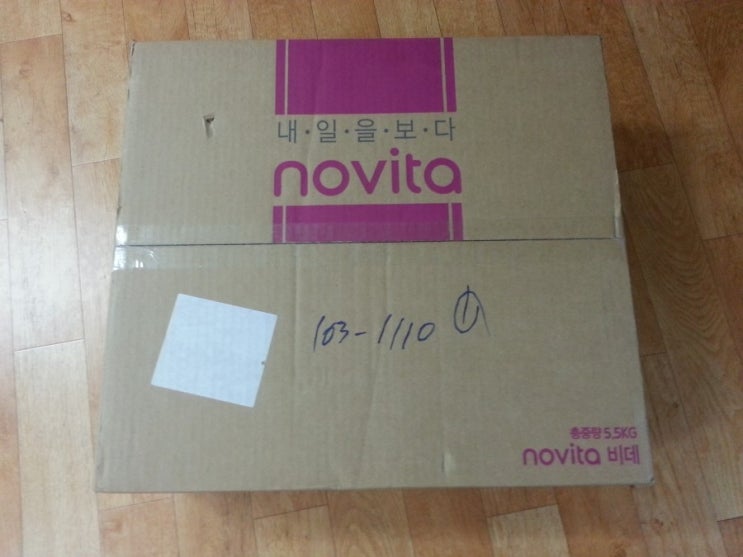 내·일·을·보·다
novita
103-1110 ①
총중량 5.5KG
novita 비데